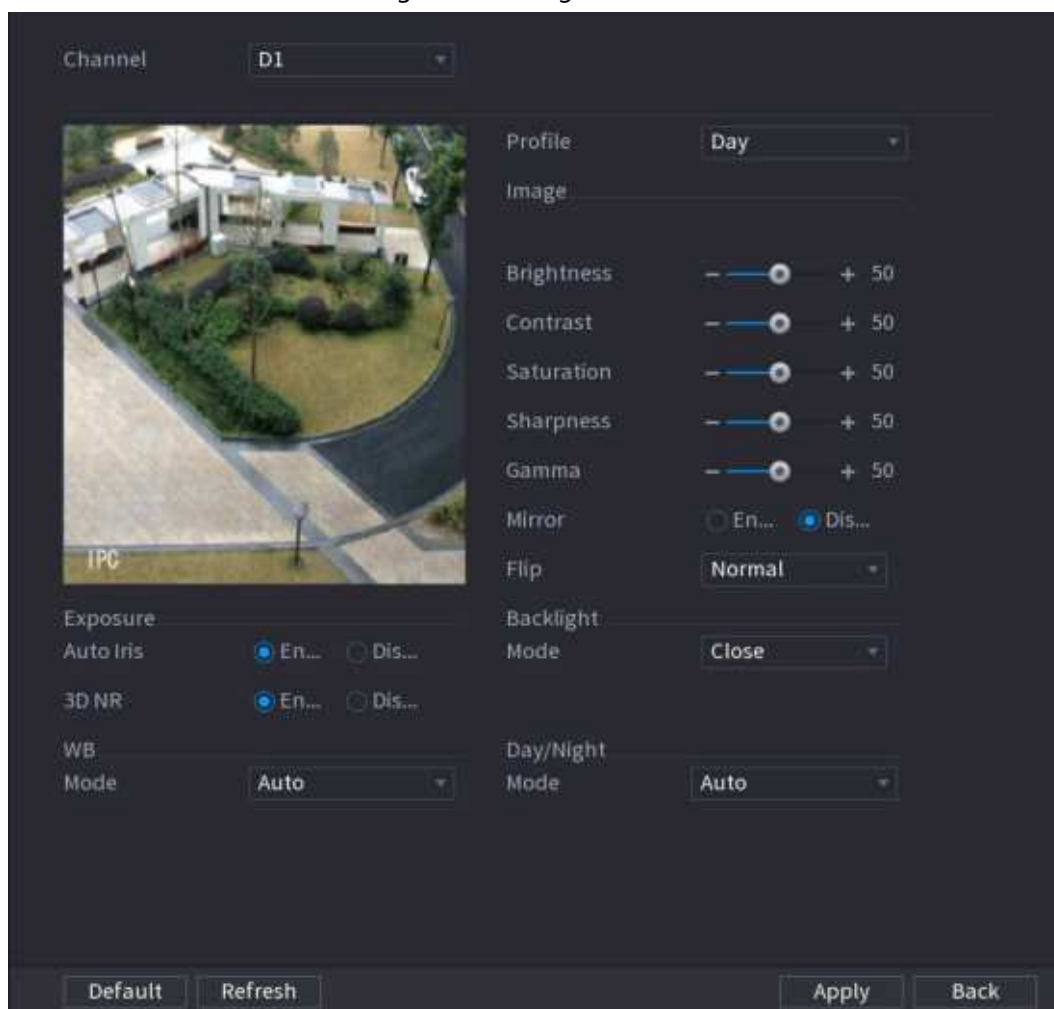 Channel D1
Profile Day
Image
Brightness - + 50
Contrast - + 50
Saturation - + 50
Sharpness - + 50
Gamma - + 50
Mirror En... Dis...
IPC
Flip Normal
Exposure
Auto Iris En... Dis...
3D NR En... Dis...
Backlight
Mode Close
WB
Mode Auto
Day/Night
Mode Auto
Default Refresh Apply Back